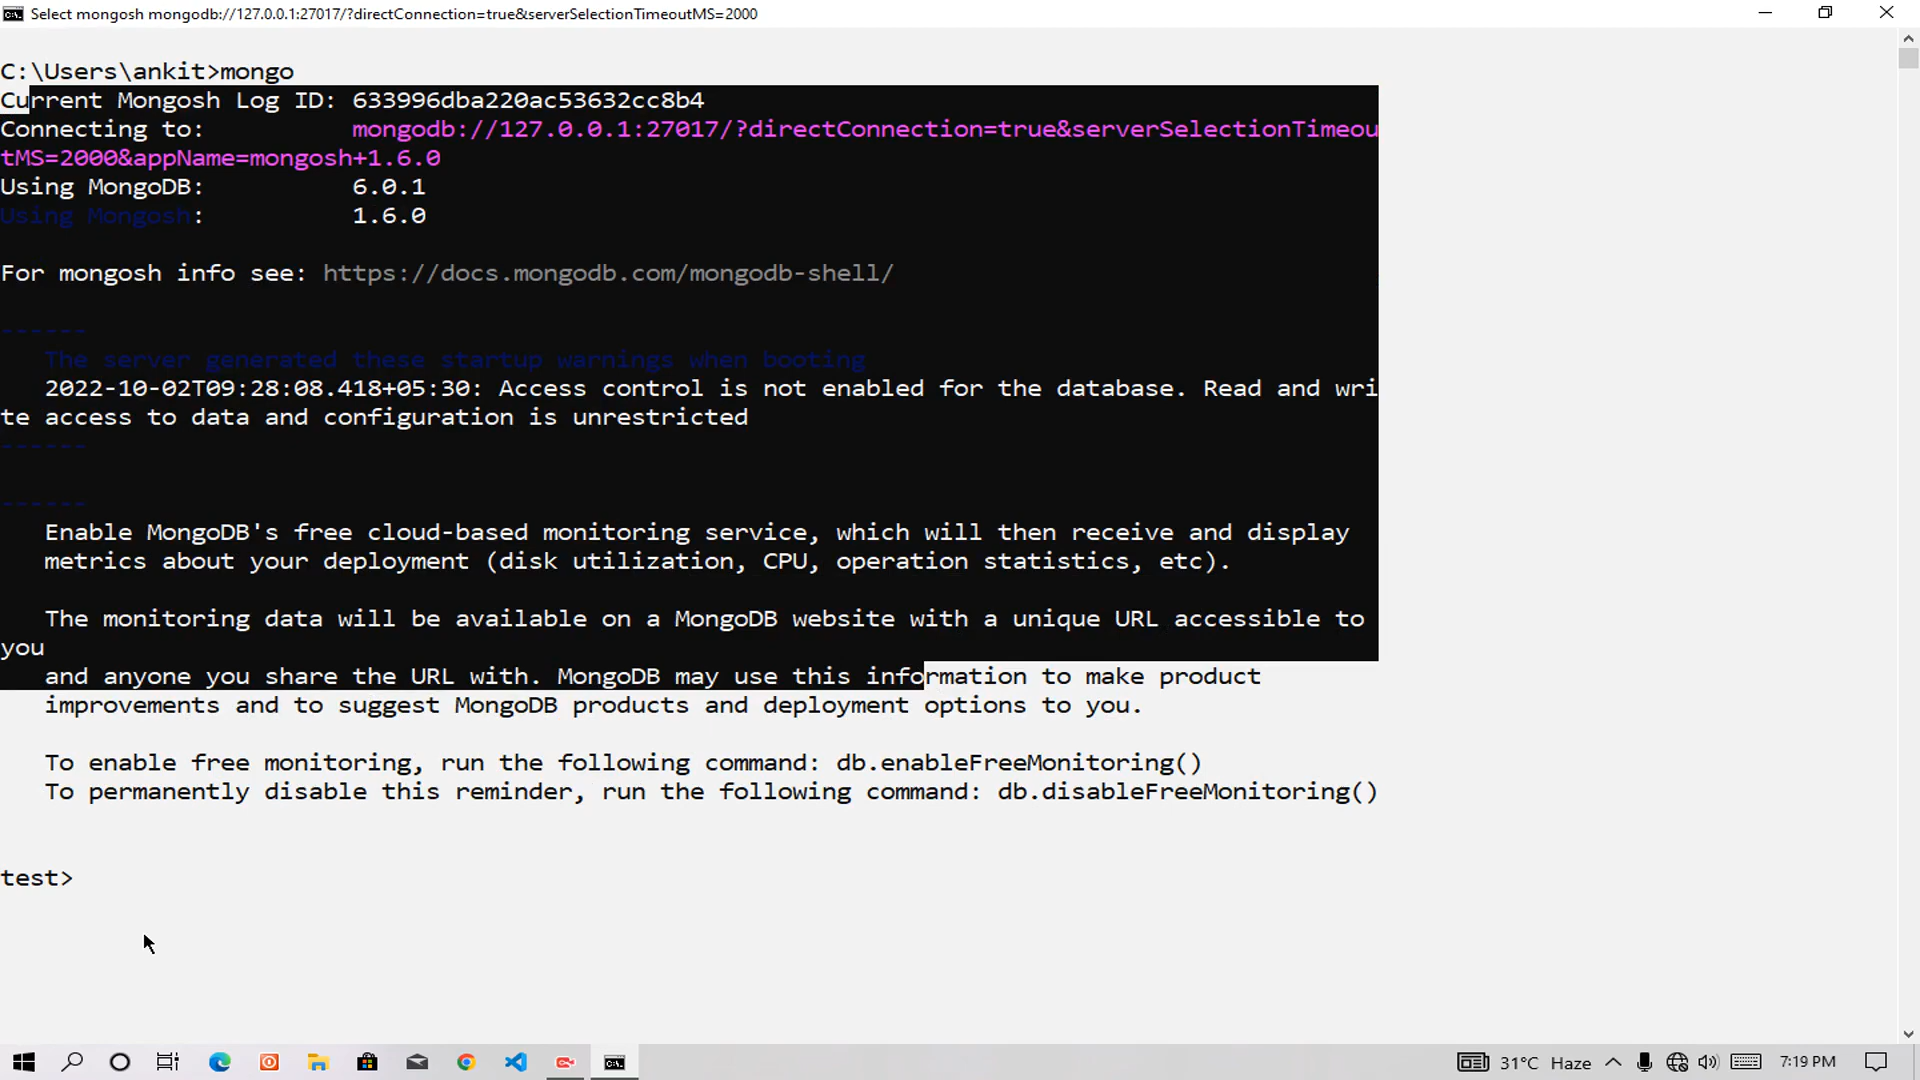 Select mongosh mongodb://127.0.0.1:27017/?directConnection=true&serverSelectionTimeoutMS=2000
C:\Users\ankit>mongo
Current Mongosh Log ID: 633996dba220ac53632cc8b4
Connecting to:          mongodb://127.0.0.1:27017/?directConnection=true&serverSelectionTimeou
tMS=2000&appName=mongosh+1.6.0
Using MongoDB:          6.0.1
Using Mongosh:          1.6.0
For mongosh info see: https://docs.mongodb.com/mongodb-shell/
------
The server generated these startup warnings when booting
2022-10-02T09:28:08.418+05:30: Access control is not enabled for the database. Read and wri
te access to data and configuration is unrestricted
------
------
Enable MongoDB's free cloud-based monitoring service, which will then receive and display
metrics about your deployment (disk utilization, CPU, operation statistics, etc).
The monitoring data will be available on a MongoDB website with a unique URL accessible to
you
and anyone you share the URL with. MongoDB may use this information to make product
improvements and to suggest MongoDB products and deployment options to you.
To enable free monitoring, run the following command: db.enableFreeMonitoring()
To permanently disable this reminder, run the following command: db.disableFreeMonitoring()
test>
31°C Haze 7:19 PM